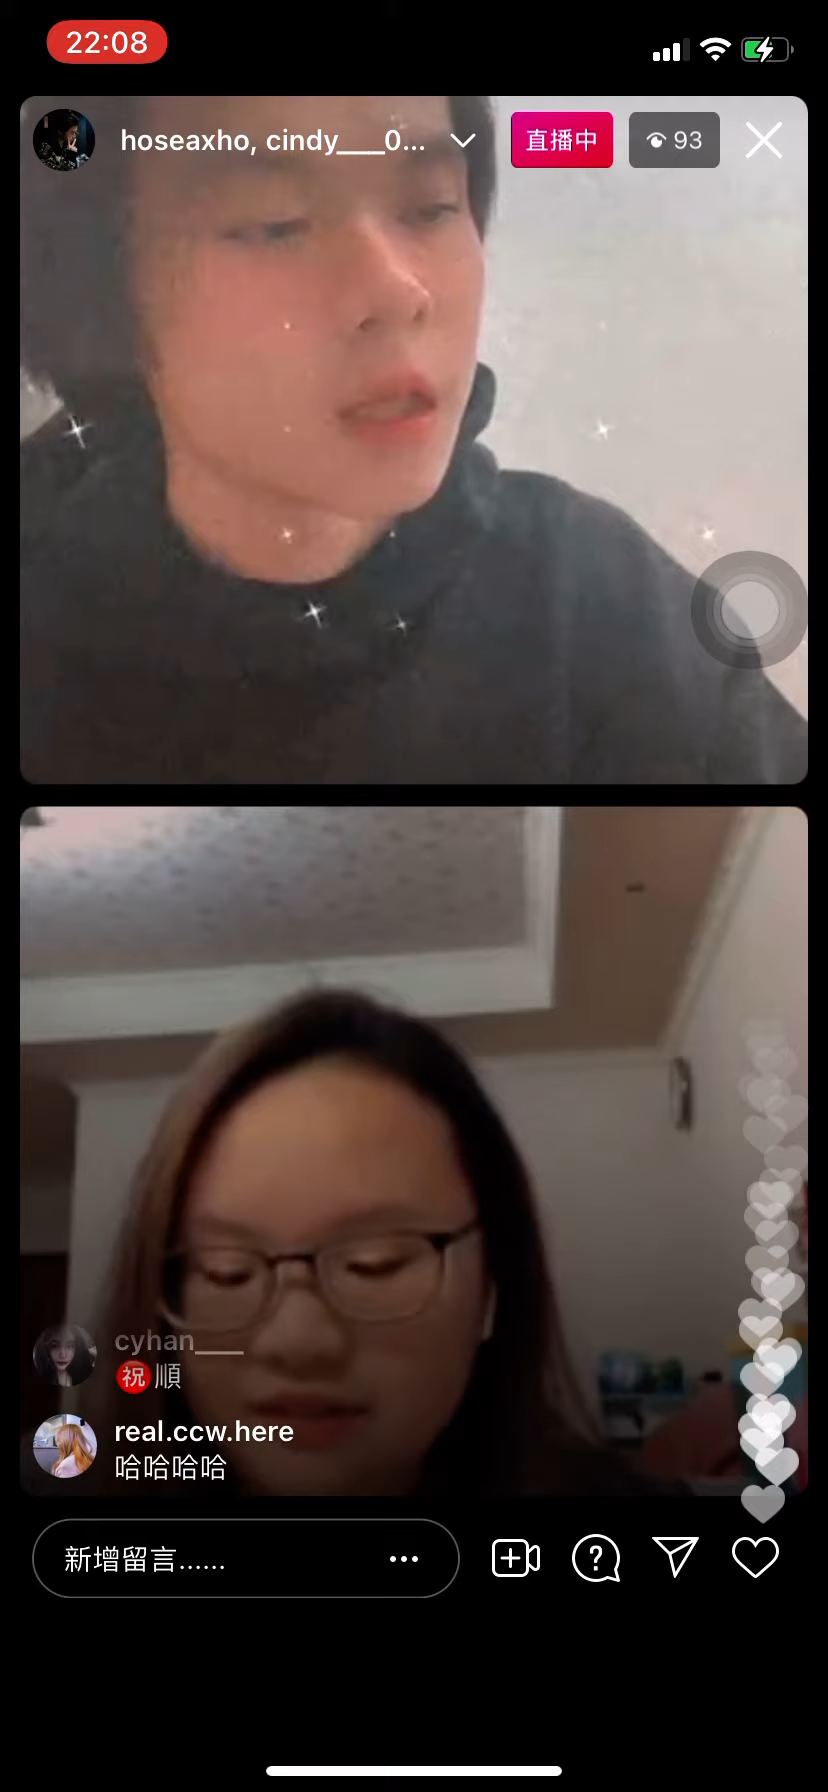 22:08
hoseaxho, cindy___0...
直播中
93
cyhan___
㊗️順
real.ccw.here
哈哈哈哈
新增留言......